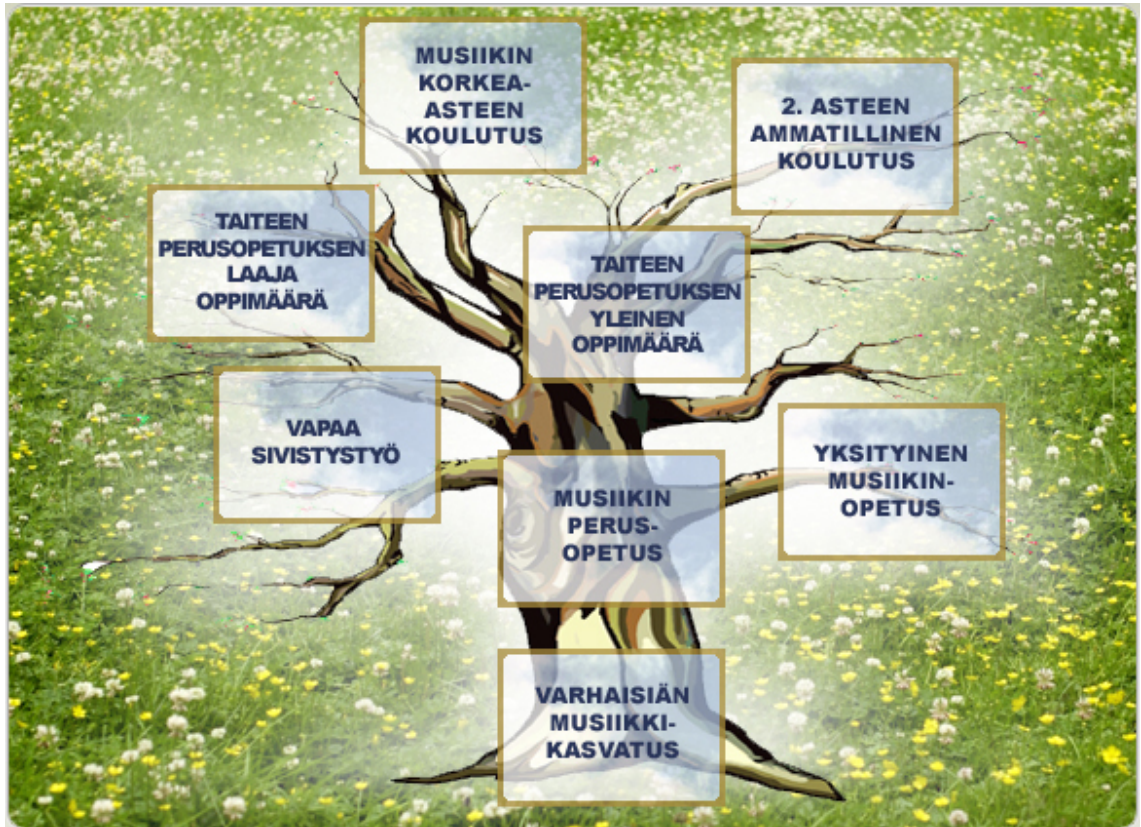 MUSIIKIN
KORKEA-
ASTEEN
KOULUTUS
2. ASTEEN
AMMATILLINEN
KOULUTUS
TAITEEN
PERUSOPETUKSEN
LAAJA
OPPIMÄÄRÄ
TAITEEN
PERUSOPETUKSEN
YLEINEN
OPPIMÄÄRÄ
VAPAA
SIVISTYSTYÖ
YKSITYINEN
MUSIIKIN-
OPETUS
MUSIIKIN
PERUS-
OPETUS
VARHAISIÄN
MUSIIKKI-
KASVATUS